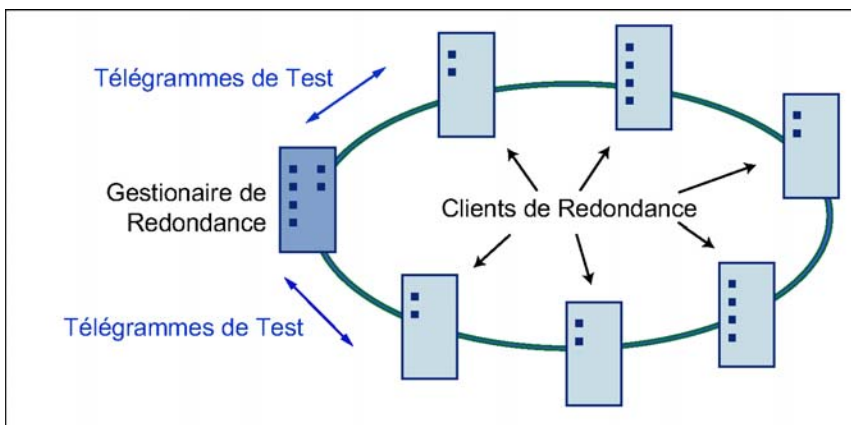 Télégrammes de Test
Gestionaire de
Redondance
Clients de Redondance
Télégrammes de Test